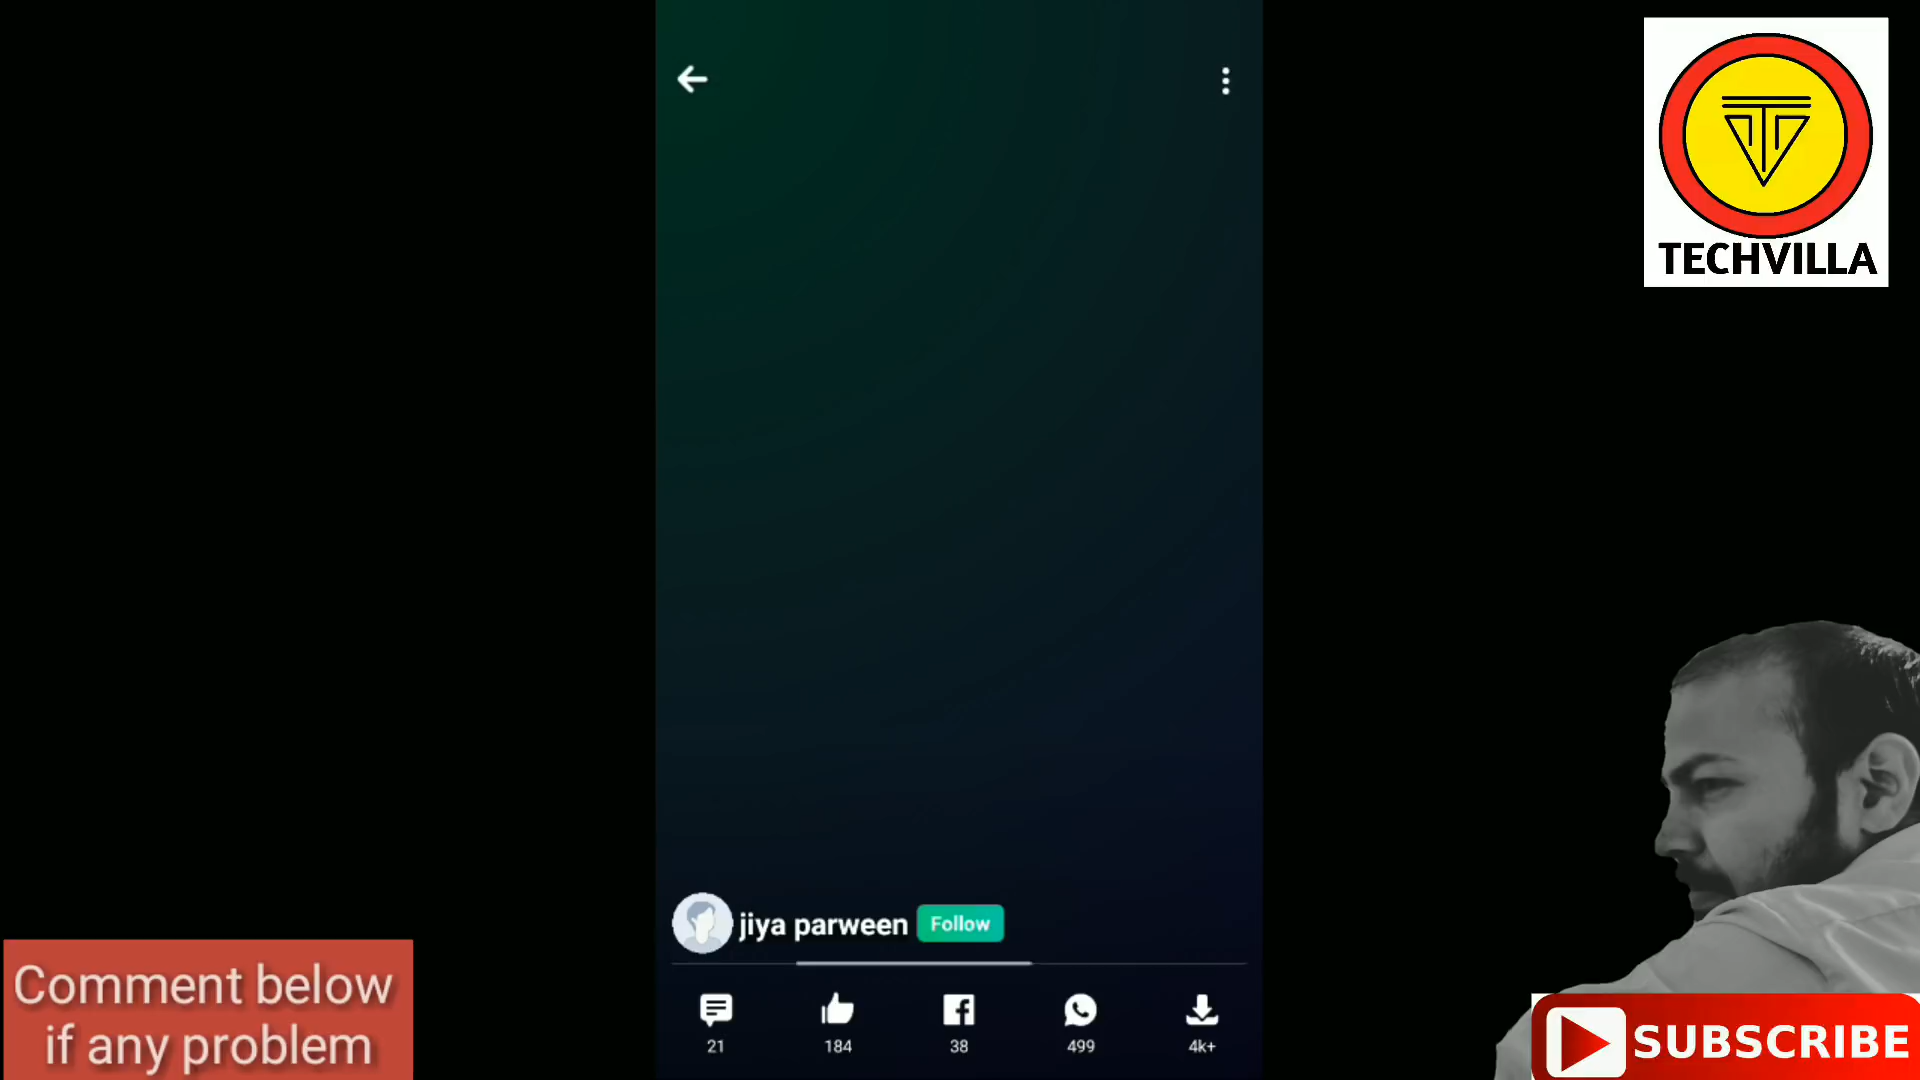 TECHVILLA
jiya parween Follow
21 184 38 499 4k+
Comment below
if any problem
SUBSCRIBE